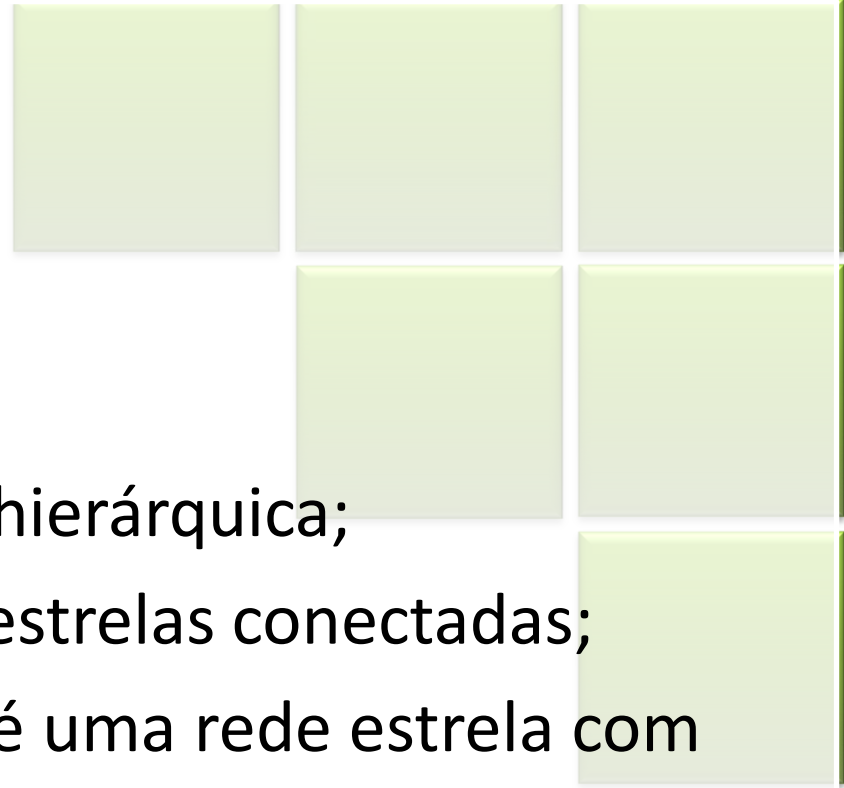 hierárquica;
estrelas conectadas;
é uma rede estrela com